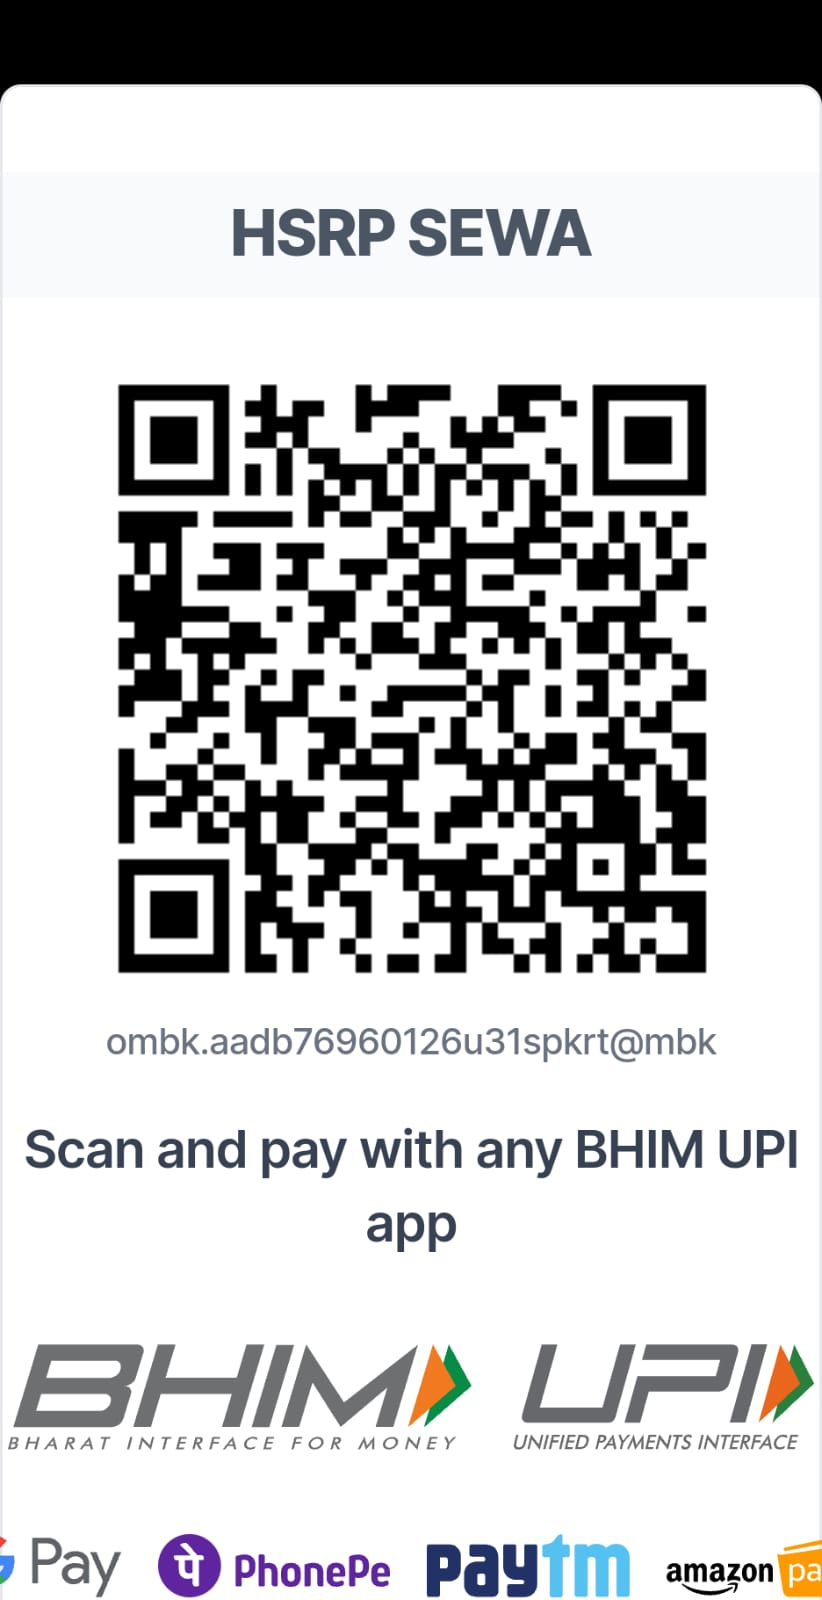 HSRP SEWA
ombk.aadb76960126u31spkrt@mbk
Scan and pay with any BHIM UPI
app
BHIM UPI
BHARAT INTERFACE FOR MONEY UNIFIED PAYMENTS INTERFACE
G Pay पे PhonePe paytm amazon pa